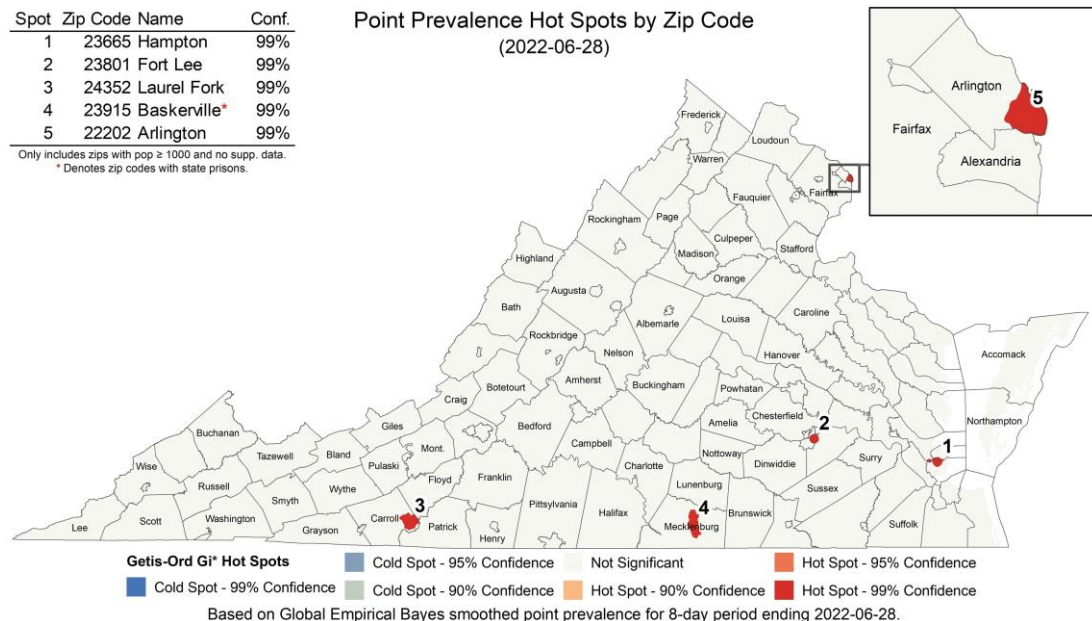 Point Prevalence Hot Spots by Zip Code
(2022-06-28)
Spot Zip Code Name Conf.
1 23665 Hampton 99%
2 23801 Fort Lee 99%
3 24352 Laurel Fork 99%
4 23915 Baskerville* 99%
5 22202 Arlington 99%
Only includes zips with pop ≥ 1000 and no supp. data.
* Denotes zip codes with state prisons.
Arlington
5
Fairfax
Alexandria
Frederick
Loudoun
Warren
Fairfax
Fauquier
Rockingham
Page
Culpeper
Stafford
Madison
Highland
Orange
Augusta
Bath
Caroline
Louisa
Albemarle
Rockbridge
Accomack
Hanover
Nelson
Buckingham
Powhatan
Amherst
Botetourt
Craig
Northampton
Chesterfield
2
Amelia
Giles
Bedford
Buchanan
Campbell
1
Mont.
Nottoway
Surry
Bland
Tazewell
Dinwiddie
Wise
Pulaski
Charlotte
Franklin
Floyd
Lunenburg
Sussex
Russell
Wythe
Smyth
3
Pittsylvania
4
Halifax
Brunswick
Carroll
Washington
Scott
Lee
Grayson
Patrick
Mecklenburg
Suffolk
Henry
Getis-Ord Gi* Hot Spots
Cold Spot - 99% Confidence
Cold Spot - 95% Confidence
Cold Spot - 90% Confidence
Not Significant
Hot Spot - 90% Confidence
Hot Spot - 95% Confidence
Hot Spot - 99% Confidence
Based on Global Empirical Bayes smoothed point prevalence for 8-day period ending 2022-06-28.